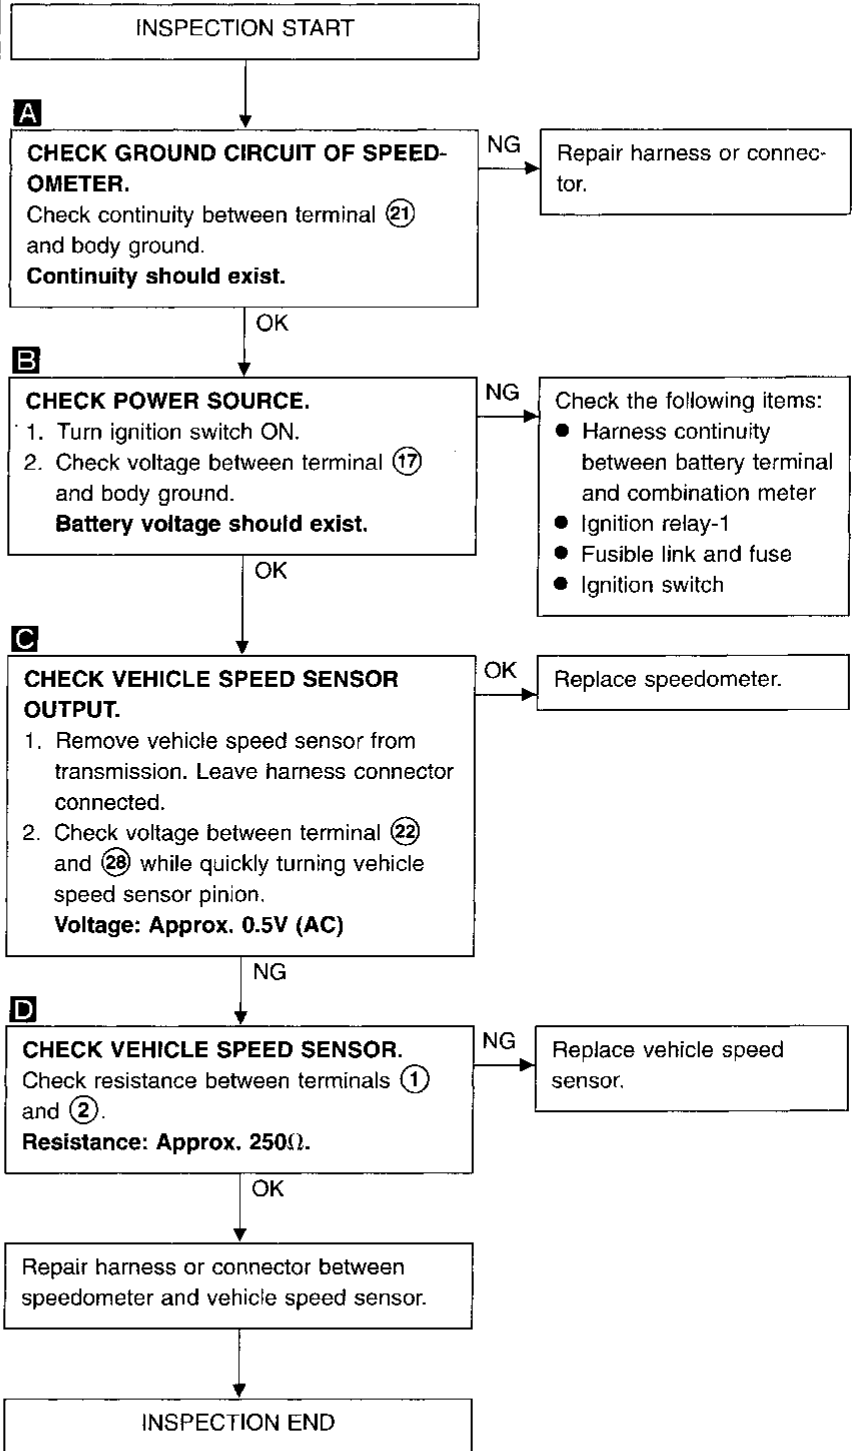 INSPECTION START
A
CHECK GROUND CIRCUIT OF SPEED-
OMETER.
Check continuity between terminal 21
and body ground.
Continuity should exist.
NG
Repair harness or connec-
tor.
OK
B
CHECK POWER SOURCE.
1. Turn ignition switch ON.
2. Check voltage between terminal 17
and body ground.
Battery voltage should exist.
NG
Check the following items:
● Harness continuity
between battery terminal
and combination meter
● Ignition relay-1
● Fusible link and fuse
● Ignition switch
OK
C
CHECK VEHICLE SPEED SENSOR
OUTPUT.
1. Remove vehicle speed sensor from
transmission. Leave harness connector
connected.
2. Check voltage between terminal 22
and 28 while quickly turning vehicle
speed sensor pinion.
Voltage: Approx. 0.5V (AC)
OK
Replace speedometer.
NG
D
CHECK VEHICLE SPEED SENSOR.
Check resistance between terminals ①
and ②.
Resistance: Approx. 250Ω.
NG
Replace vehicle speed
sensor.
OK
Repair harness or connector between
speedometer and vehicle speed sensor.
INSPECTION END